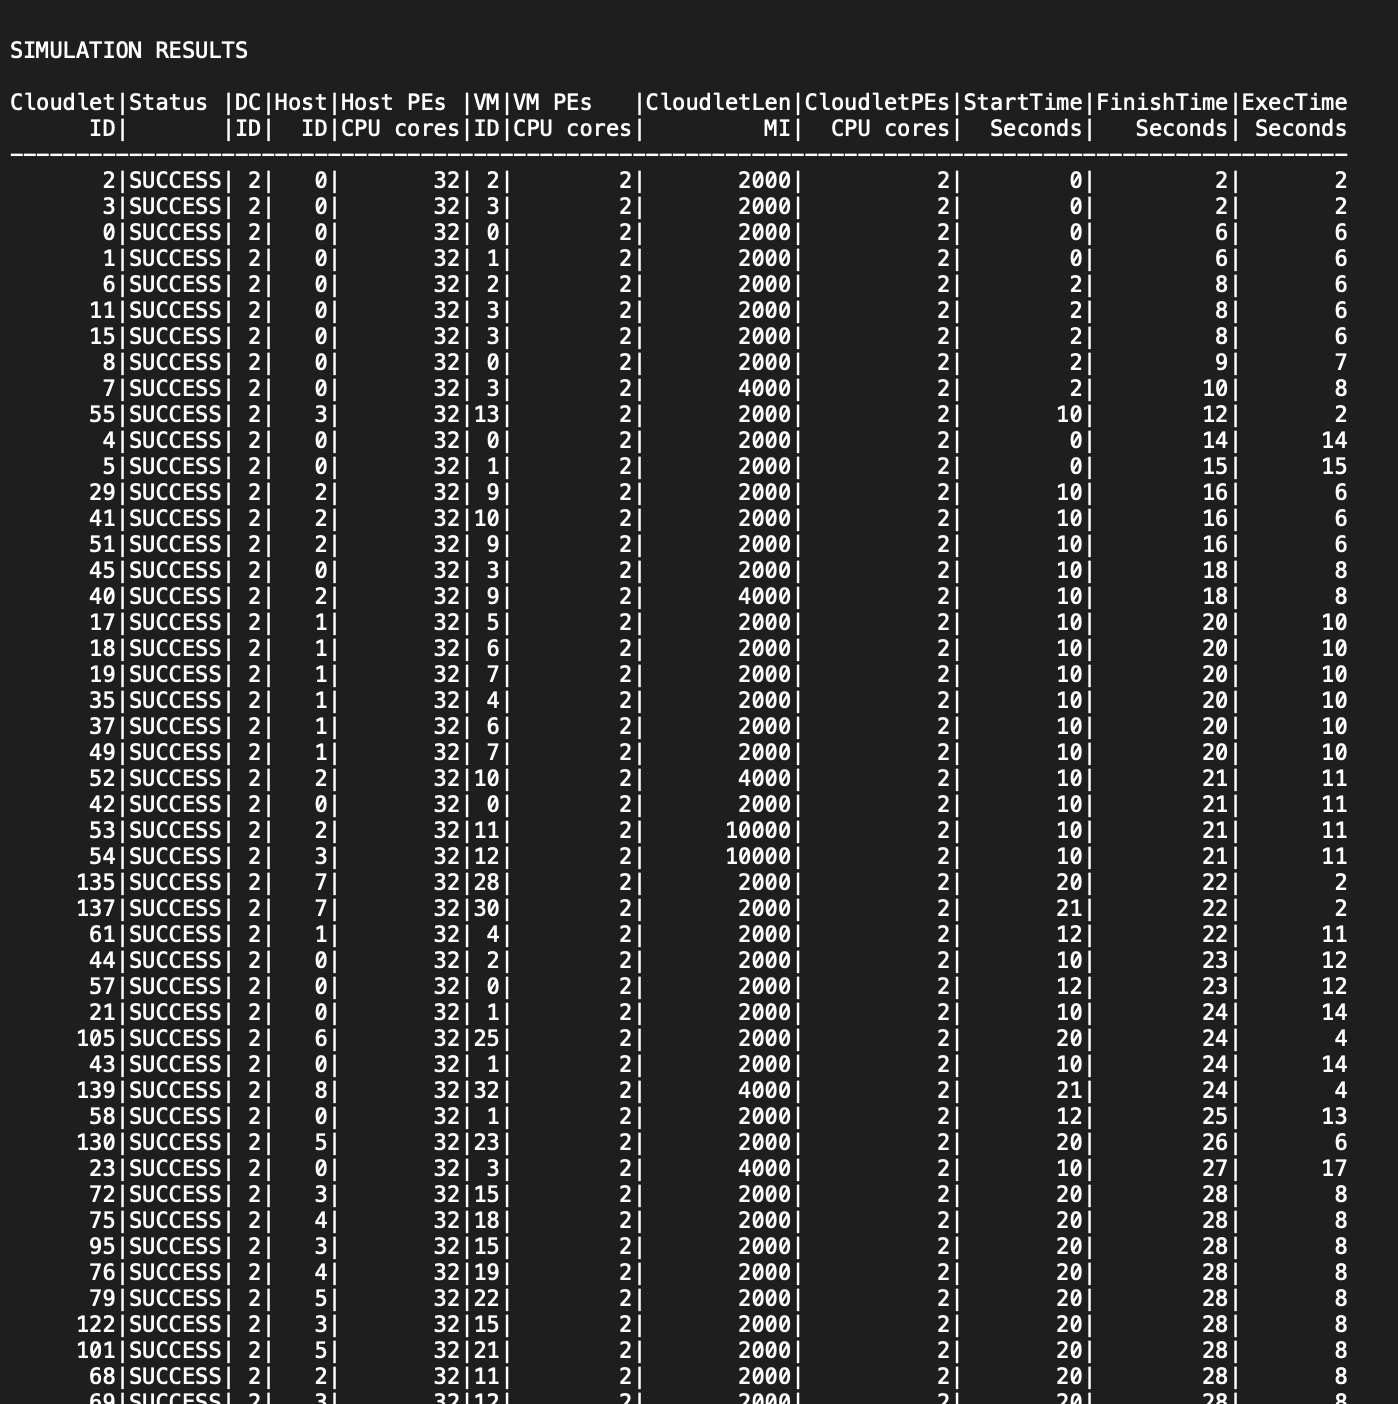 SIMULATION RESULTS
Cloudlet|Status |DC|Host|Host PEs |VM|VM PEs |CloudletLen|CloudletPEs|StartTime|FinishTime|ExecTime
ID| |ID| ID|CPU cores|ID|CPU cores| MI| CPU cores| Seconds| Seconds| Seconds
-----------------------------------------------------------------------------------------------------
2|SUCCESS| 2| 0| 32| 2| 2| 2000| 2| 0| 2| 2
3|SUCCESS| 2| 0| 32| 3| 2| 2000| 2| 0| 2| 2
0|SUCCESS| 2| 0| 32| 0| 2| 2000| 2| 0| 6| 6
1|SUCCESS| 2| 0| 32| 1| 2| 2000| 2| 0| 6| 6
6|SUCCESS| 2| 0| 32| 2| 2| 2000| 2| 2| 8| 6
11|SUCCESS| 2| 0| 32| 3| 2| 2000| 2| 2| 8| 6
15|SUCCESS| 2| 0| 32| 3| 2| 2000| 2| 2| 8| 6
8|SUCCESS| 2| 0| 32| 0| 2| 2000| 2| 2| 9| 7
7|SUCCESS| 2| 0| 32| 3| 2| 4000| 2| 2| 10| 8
55|SUCCESS| 2| 3| 32|13| 2| 2000| 2| 10| 12| 2
4|SUCCESS| 2| 0| 32| 0| 2| 2000| 2| 0| 14| 14
5|SUCCESS| 2| 0| 32| 1| 2| 2000| 2| 0| 15| 15
29|SUCCESS| 2| 2| 32| 9| 2| 2000| 2| 10| 16| 6
41|SUCCESS| 2| 2| 32|10| 2| 2000| 2| 10| 16| 6
51|SUCCESS| 2| 2| 32| 9| 2| 2000| 2| 10| 16| 6
45|SUCCESS| 2| 0| 32| 3| 2| 2000| 2| 10| 18| 8
40|SUCCESS| 2| 2| 32| 9| 2| 4000| 2| 10| 18| 8
17|SUCCESS| 2| 1| 32| 5| 2| 2000| 2| 10| 20| 10
18|SUCCESS| 2| 1| 32| 6| 2| 2000| 2| 10| 20| 10
19|SUCCESS| 2| 1| 32| 7| 2| 2000| 2| 10| 20| 10
35|SUCCESS| 2| 1| 32| 4| 2| 2000| 2| 10| 20| 10
37|SUCCESS| 2| 1| 32| 6| 2| 2000| 2| 10| 20| 10
49|SUCCESS| 2| 1| 32| 7| 2| 2000| 2| 10| 20| 10
52|SUCCESS| 2| 2| 32|10| 2| 4000| 2| 10| 21| 11
42|SUCCESS| 2| 0| 32| 0| 2| 2000| 2| 10| 21| 11
53|SUCCESS| 2| 2| 32|11| 2| 10000| 2| 10| 21| 11
54|SUCCESS| 2| 3| 32|12| 2| 10000| 2| 10| 21| 11
135|SUCCESS| 2| 7| 32|28| 2| 2000| 2| 20| 22| 2
137|SUCCESS| 2| 7| 32|30| 2| 2000| 2| 21| 22| 2
61|SUCCESS| 2| 1| 32| 4| 2| 2000| 2| 12| 22| 11
44|SUCCESS| 2| 0| 32| 2| 2| 2000| 2| 10| 23| 12
57|SUCCESS| 2| 0| 32| 0| 2| 2000| 2| 12| 23| 12
21|SUCCESS| 2| 0| 32| 1| 2| 2000| 2| 10| 24| 14
105|SUCCESS| 2| 6| 32|25| 2| 2000| 2| 20| 24| 4
43|SUCCESS| 2| 0| 32| 1| 2| 2000| 2| 10| 24| 14
139|SUCCESS| 2| 8| 32|32| 2| 4000| 2| 21| 24| 4
58|SUCCESS| 2| 0| 32| 1| 2| 2000| 2| 12| 25| 13
130|SUCCESS| 2| 5| 32|23| 2| 2000| 2| 20| 26| 6
23|SUCCESS| 2| 0| 32| 3| 2| 4000| 2| 10| 27| 17
72|SUCCESS| 2| 3| 32|15| 2| 2000| 2| 20| 28| 8
75|SUCCESS| 2| 4| 32|18| 2| 2000| 2| 20| 28| 8
95|SUCCESS| 2| 3| 32|15| 2| 2000| 2| 20| 28| 8
76|SUCCESS| 2| 4| 32|19| 2| 2000| 2| 20| 28| 8
79|SUCCESS| 2| 5| 32|22| 2| 2000| 2| 20| 28| 8
122|SUCCESS| 2| 3| 32|15| 2| 2000| 2| 20| 28| 8
101|SUCCESS| 2| 5| 32|21| 2| 2000| 2| 20| 28| 8
68|SUCCESS| 2| 2| 32|11| 2| 2000| 2| 20| 28| 8
69|SUCCESS| 2| 3| 32|12| 2| 2000| 2| 20| 28| 8